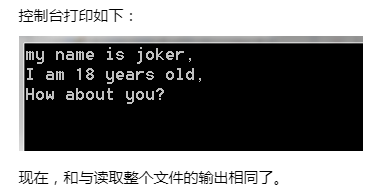 控制台打印如下：
my name is joker,
I am 18 years old,
How about you?
现在，和与读取整个文件的输出相同了。